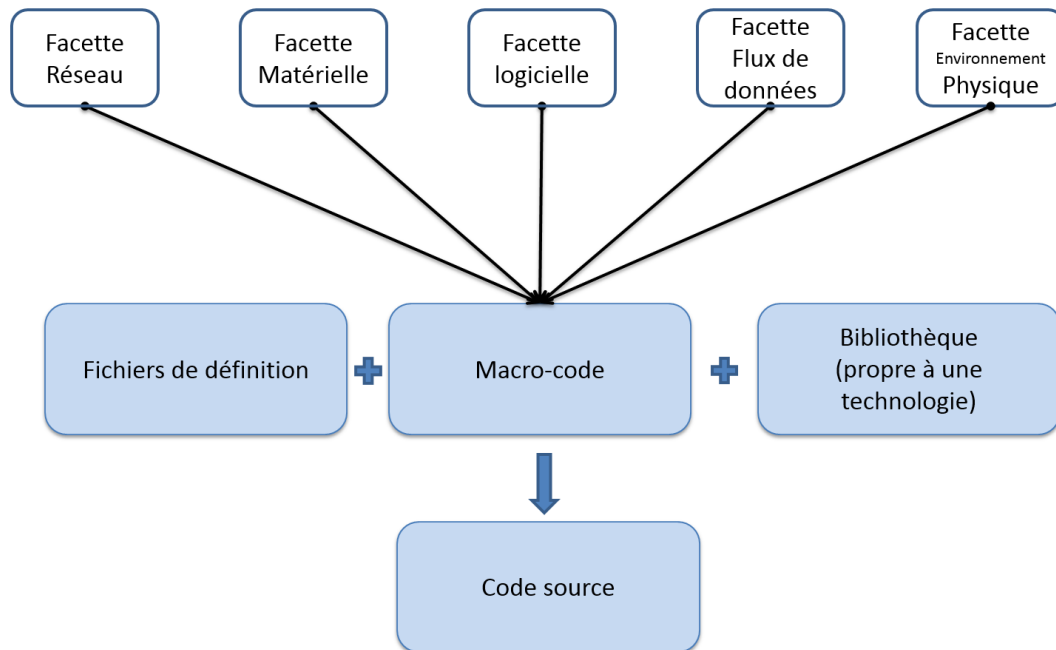 Facette
Réseau
Facette
Matérielle
Facette
logicielle
Facette
Flux de
données
Facette
Environnement
Physique
Fichiers de définition
Macro-code
Bibliothèque
(propre à une
technologie)
Code source